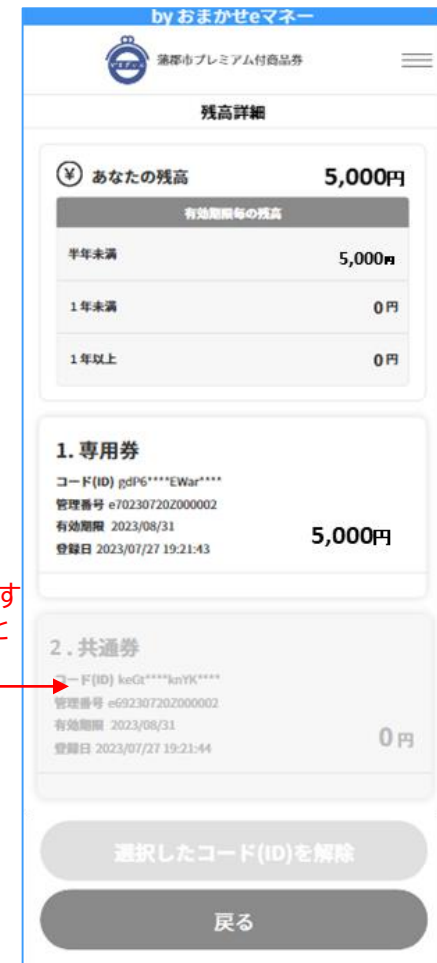 by おまかせeマネー
蒲郡市プレミアム付商品券
残高詳細
¥ あなたの残高 5,000円
有効期限毎の残高
半年未満 5,000円
1年未満 0円
1年以上 0円
1. 専用券
コード(ID) gdP6****EWar****
管理番号 e70230720Z000002
有効期限 2023/08/31
登録日 2023/07/27 19:21:43
5,000円
す
と
2 . 共通券
コード(ID) keGt****knYK****
管理番号 e69230720Z000002
有効期限 2023/08/31
登録日 2023/07/27 19:21:44
0円
選択したコード(ID)を解除
戻る